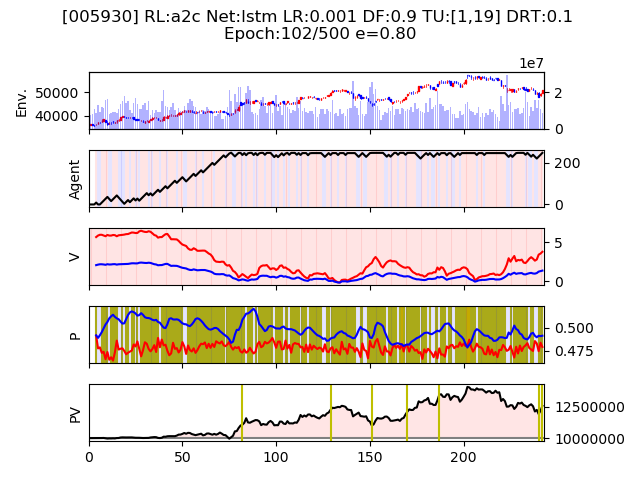 [005930] RL:a2c Net:lstm LR:0.001 DF:0.9 TU:[1,19] DRT:0.1
Epoch:102/500 e=0.80
1e7
Env.
50000
40000
2
0
Agent
200
0
V
5
0
P
0.500
0.475
PV
12500000
10000000
0 50 100 150 200